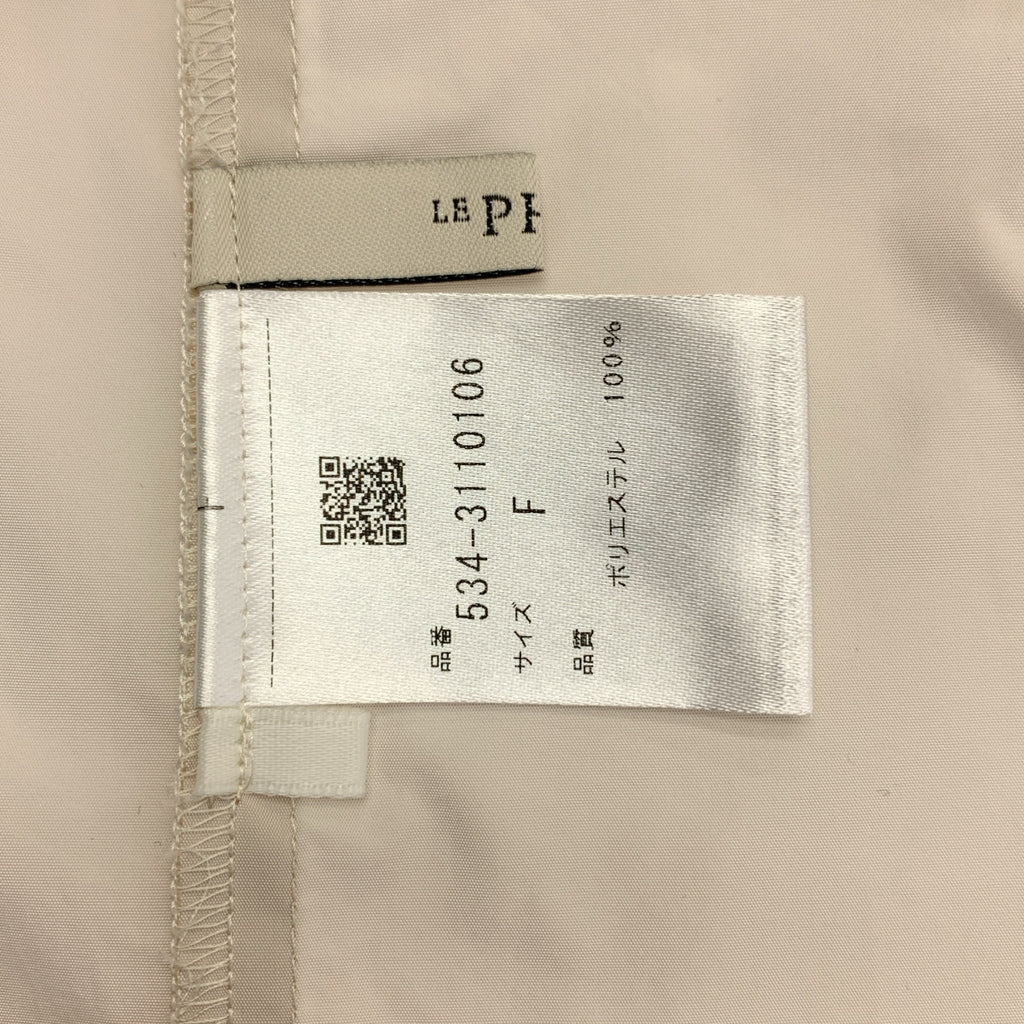 LE PH
品番
534-3110106
サイズ F
品質
ポリエステル 100%